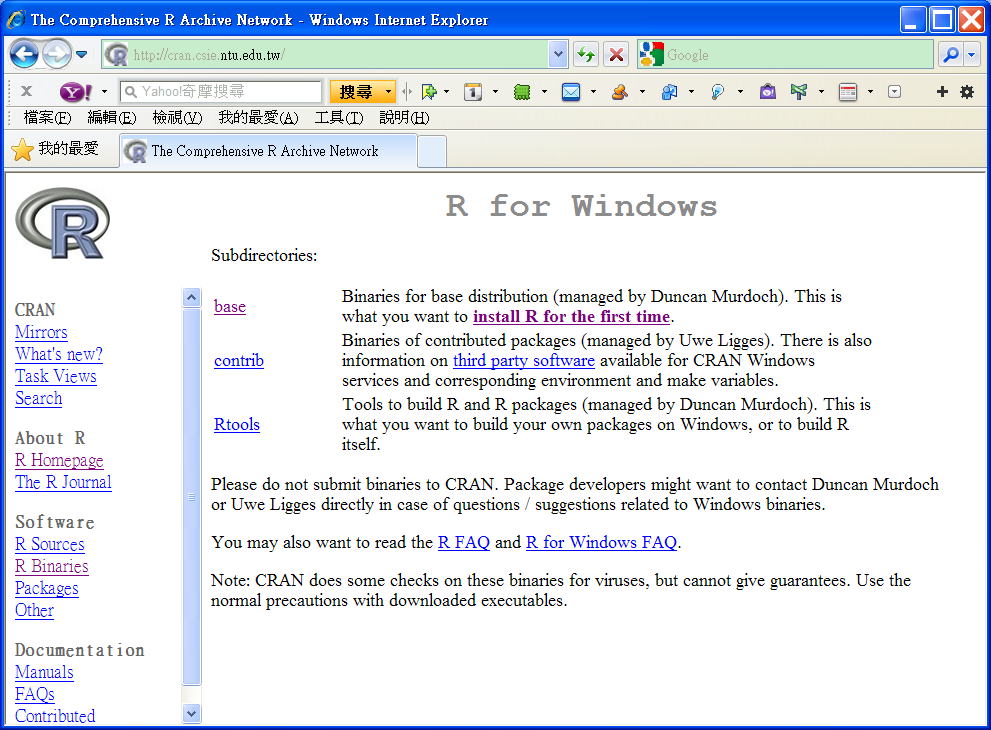 The Comprehensive R Archive Network - Windows Internet Explorer
http://cran.csie.ntu.edu.tw/
Google
X Y! Yahoo!奇摩搜尋 搜尋
檔案(F) 編輯(E) 檢視(V) 我的最愛(A) 工具(T) 說明(H)
我的最愛 The Comprehensive R Archive Network
R
CRAN
Mirrors
What's new?
Task Views
Search
About R
R Homepage
The R Journal
Software
R Sources
R Binaries
Packages
Other
Documentation
Manuals
FAQs
Contributed
R for Windows
Subdirectories:
base
Binaries for base distribution (managed by Duncan Murdoch). This is
what you want to install R for the first time.
contrib
Binaries of contributed packages (managed by Uwe Ligges). There is also
information on third party software available for CRAN Windows
services and corresponding environment and make variables.
Rtools
Tools to build R and R packages (managed by Duncan Murdoch). This is
what you want to build your own packages on Windows, or to build R
itself.
Please do not submit binaries to CRAN. Package developers might want to contact Duncan Murdoch
or Uwe Ligges directly in case of questions / suggestions related to Windows binaries.
You may also want to read the R FAQ and R for Windows FAQ.
Note: CRAN does some checks on these binaries for viruses, but cannot give guarantees. Use the
normal precautions with downloaded executables.